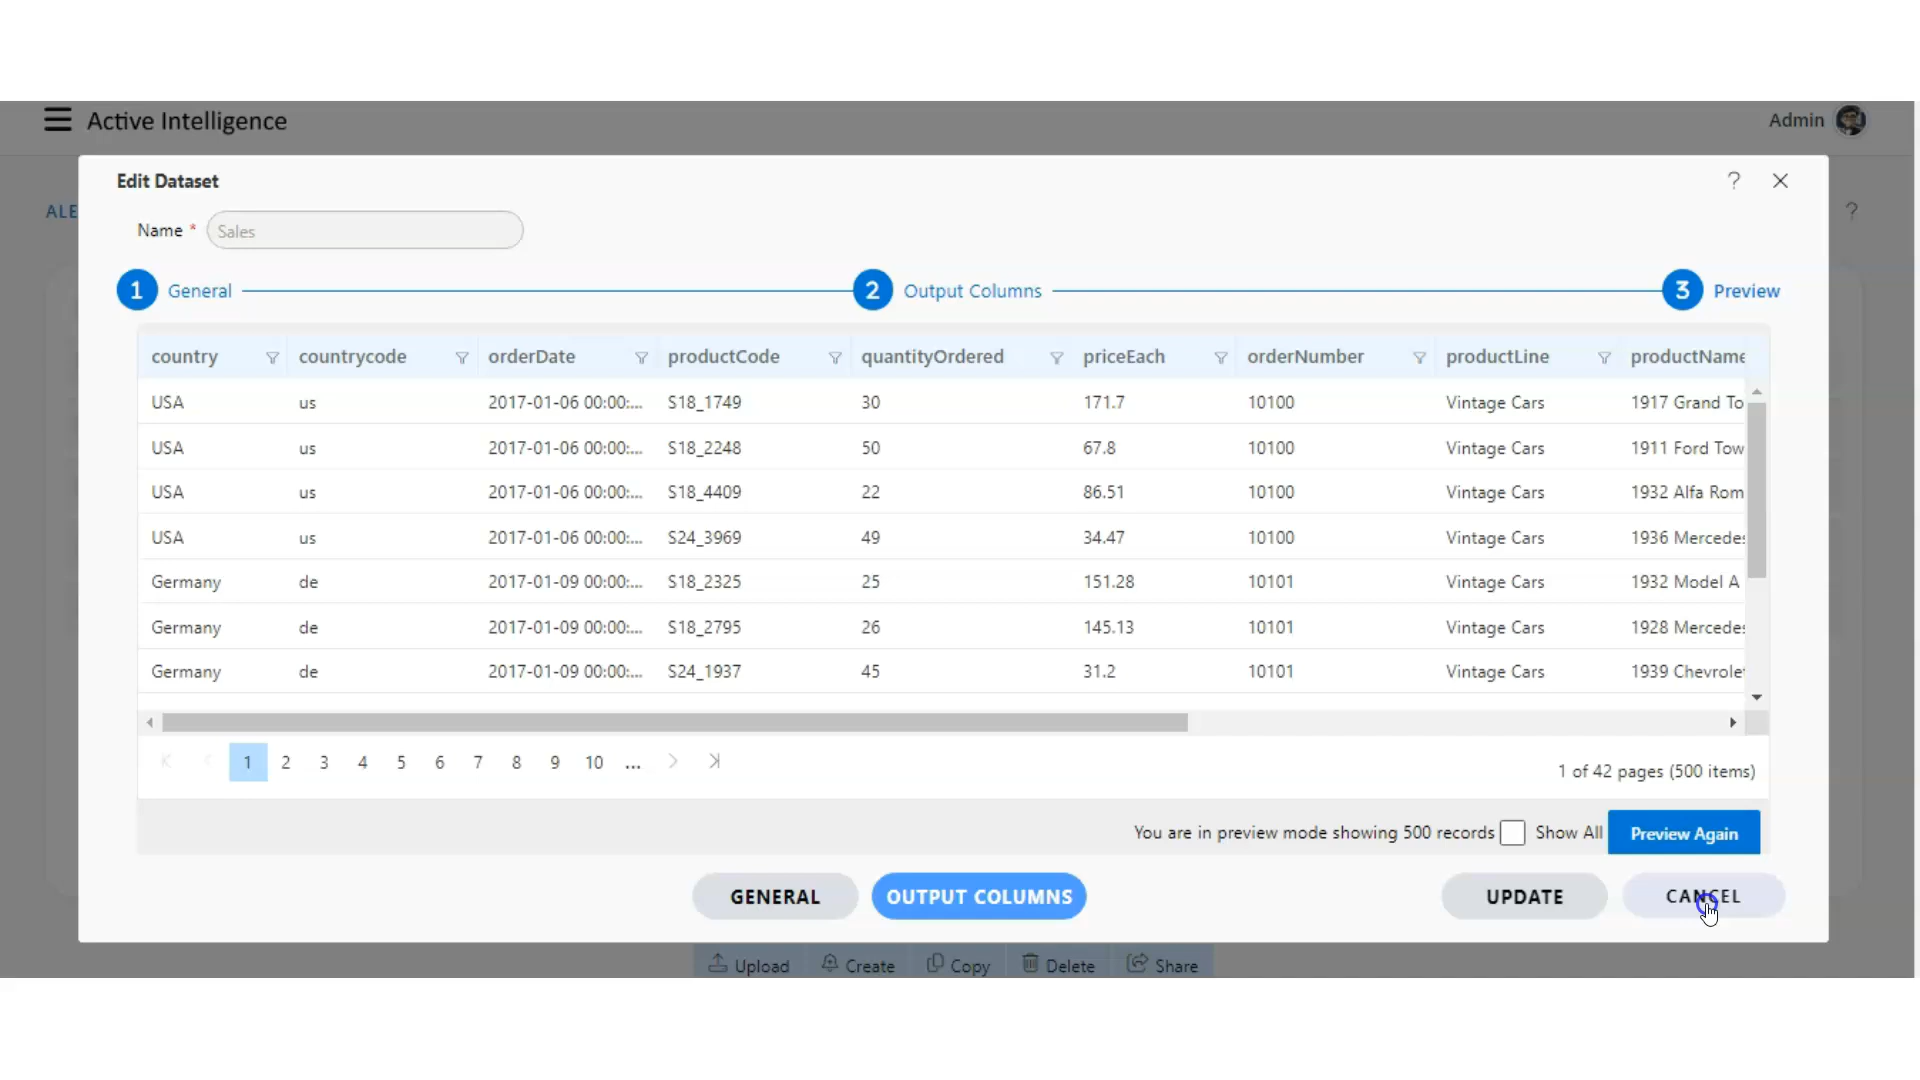 Active Intelligence
Admin
Edit Dataset
?
ALE
?
Name * Sales
1 General 2 Output Columns 3 Preview
country countrycode orderDate productCode quantityOrdered priceEach orderNumber productLine productName
USA us 2017-01-06 00:00:... S18_1749 30 171.7 10100 Vintage Cars 1917 Grand To
USA us 2017-01-06 00:00:... S18_2248 50 67.8 10100 Vintage Cars 1911 Ford Tow
USA us 2017-01-06 00:00:... S18_4409 22 86.51 10100 Vintage Cars 1932 Alfa Rom
USA us 2017-01-06 00:00:... S24_3969 49 34.47 10100 Vintage Cars 1936 Mercedes
Germany de 2017-01-09 00:00:... S18_2325 25 151.28 10101 Vintage Cars 1932 Model A
Germany de 2017-01-09 00:00:... S18_2795 26 145.13 10101 Vintage Cars 1928 Mercedes
Germany de 2017-01-09 00:00:... S24_1937 45 31.2 10101 Vintage Cars 1939 Chevrolet
1 2 3 4 5 6 7 8 9 10 ...
1 of 42 pages (500 items)
You are in preview mode showing 500 records Show All Preview Again
GENERAL OUTPUT COLUMNS UPDATE CANCEL
Upload Create Copy Delete Share